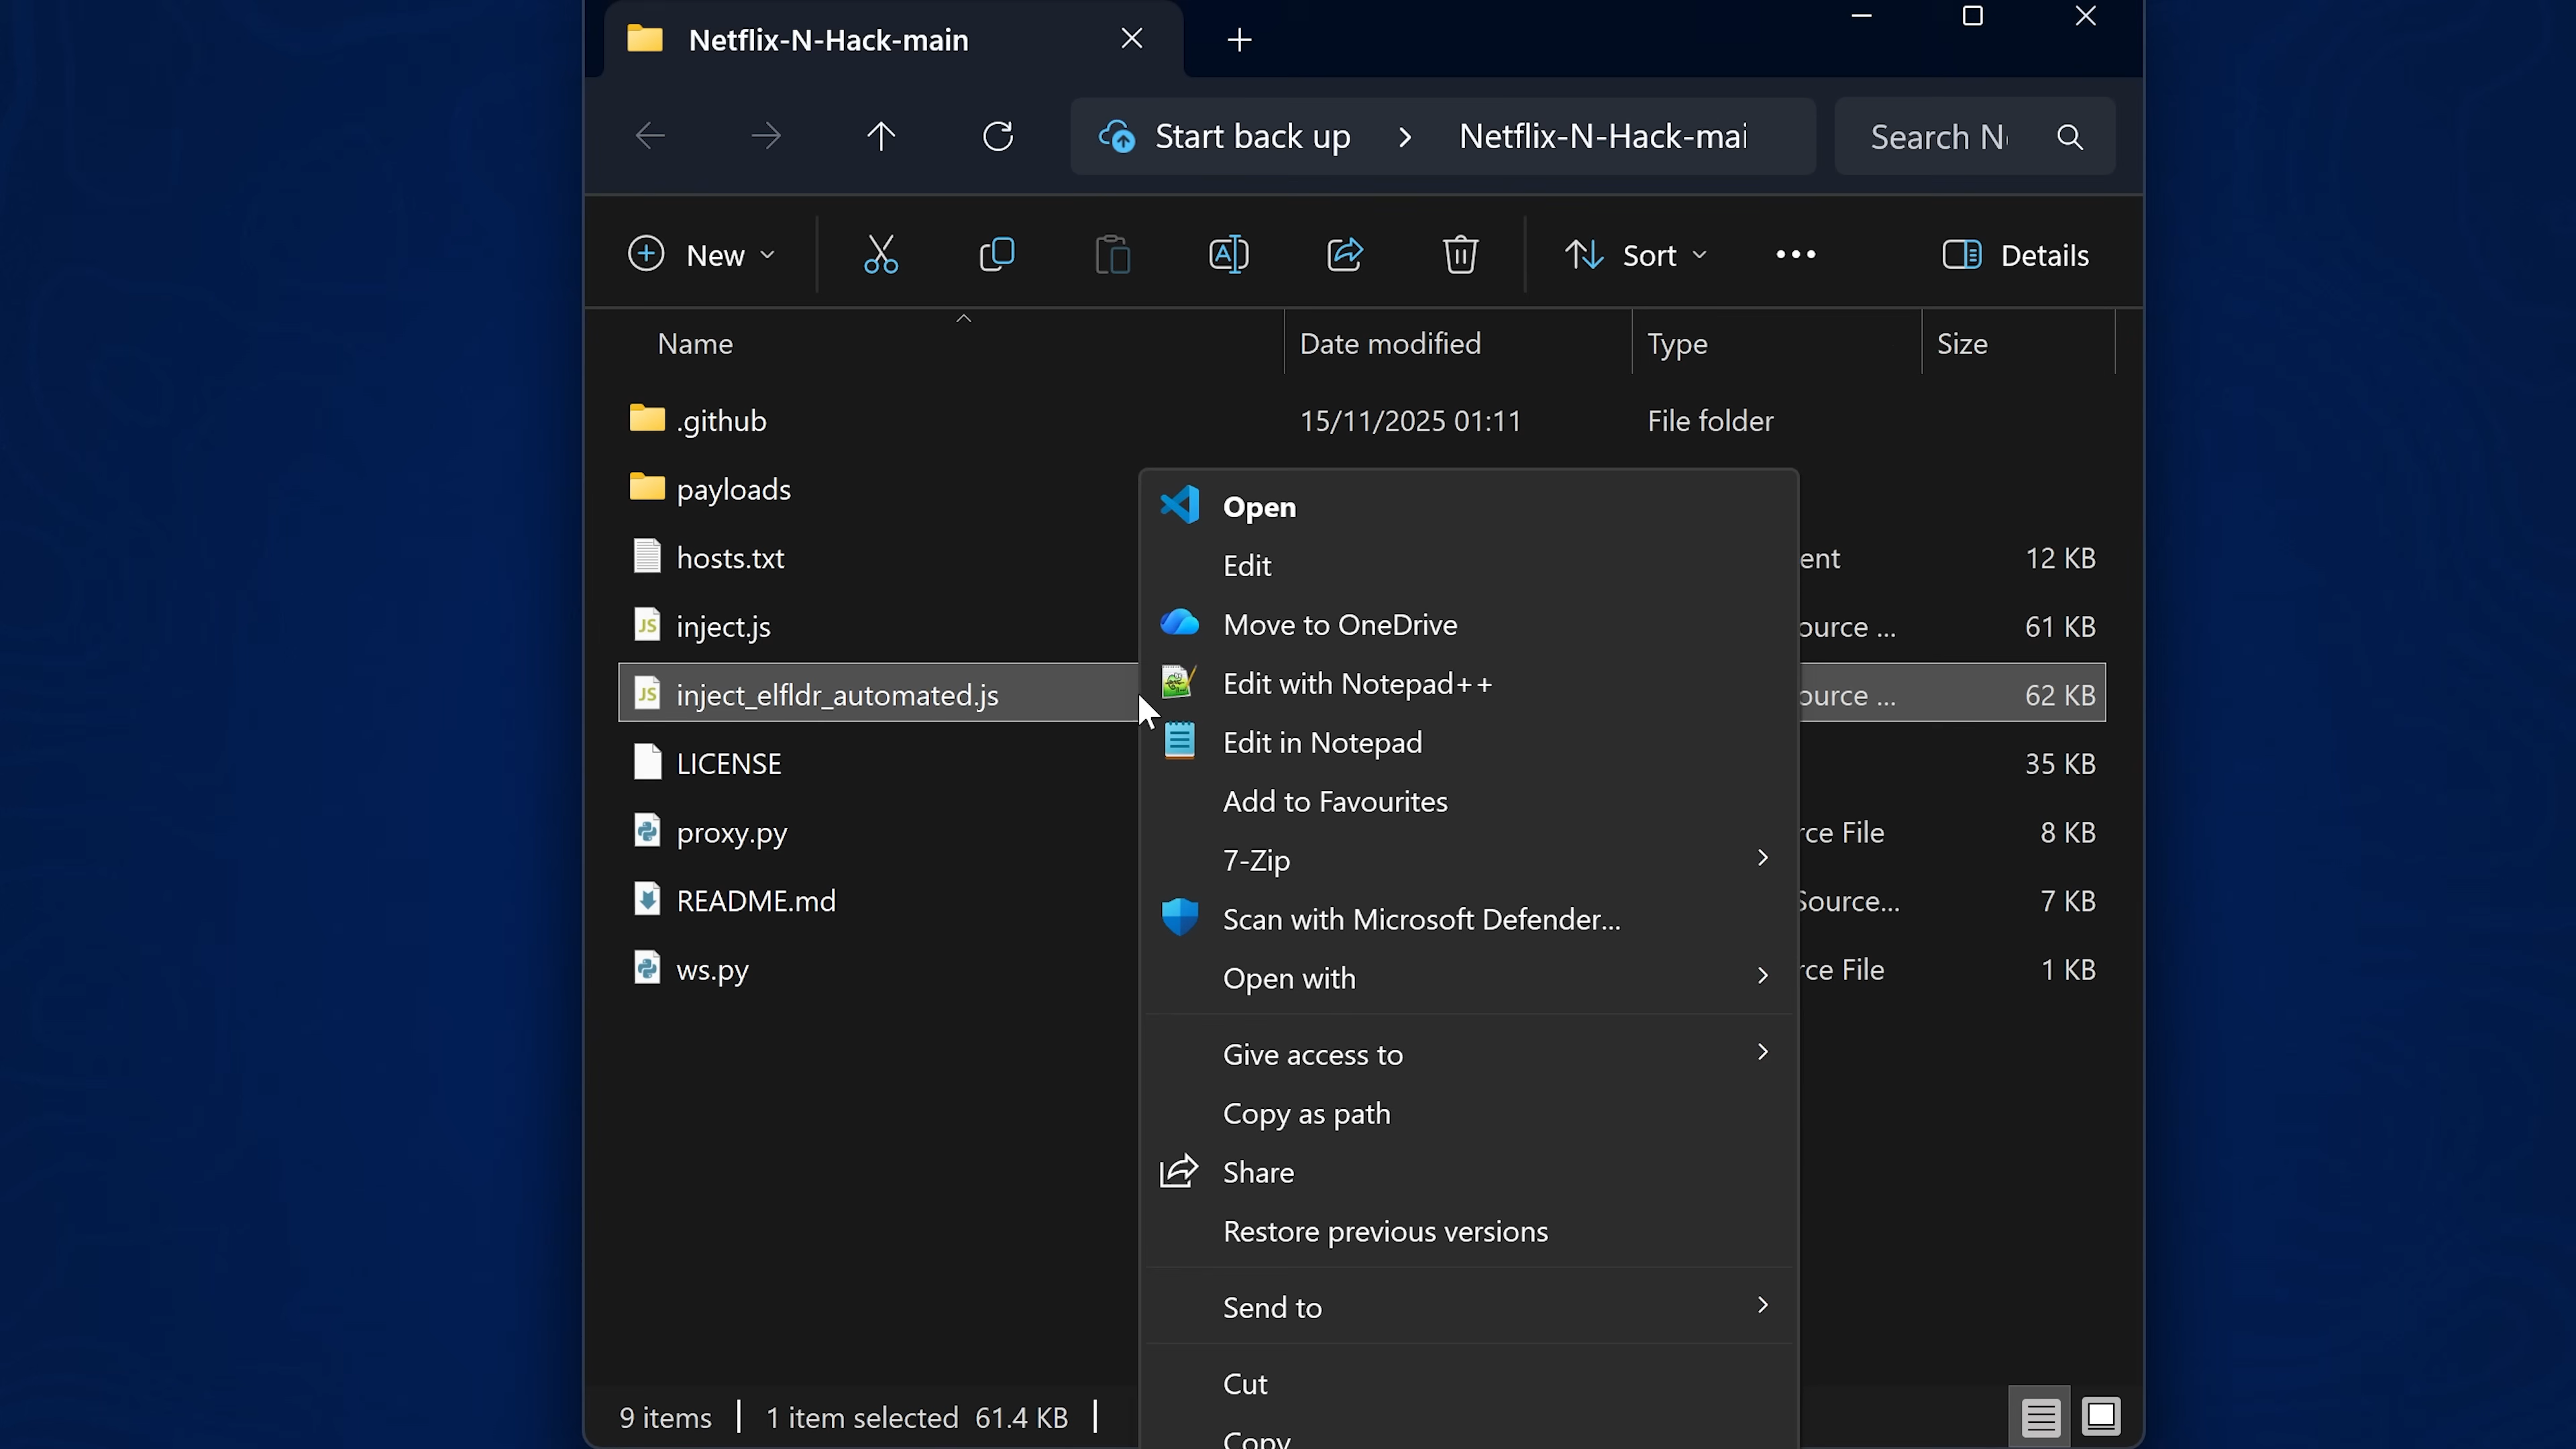 Netflix-N-Hack-main
Start back up > Netflix-N-Hack-mai
Search N
New
Sort
Details
Name Date modified Type Size
.github 15/11/2025 01:11 File folder
payloads
hosts.txt ent 12 KB
inject.js ource ... 61 KB
inject_elfldr_automated.js ource ... 62 KB
LICENSE 35 KB
proxy.py rce File 8 KB
README.md Source... 7 KB
ws.py rce File 1 KB
Open
Edit
Move to OneDrive
Edit with Notepad++
Edit in Notepad
Add to Favourites
7-Zip
Scan with Microsoft Defender...
Open with
Give access to
Copy as path
Share
Restore previous versions
Send to
Cut
Copy
9 items 1 item selected 61.4 KB